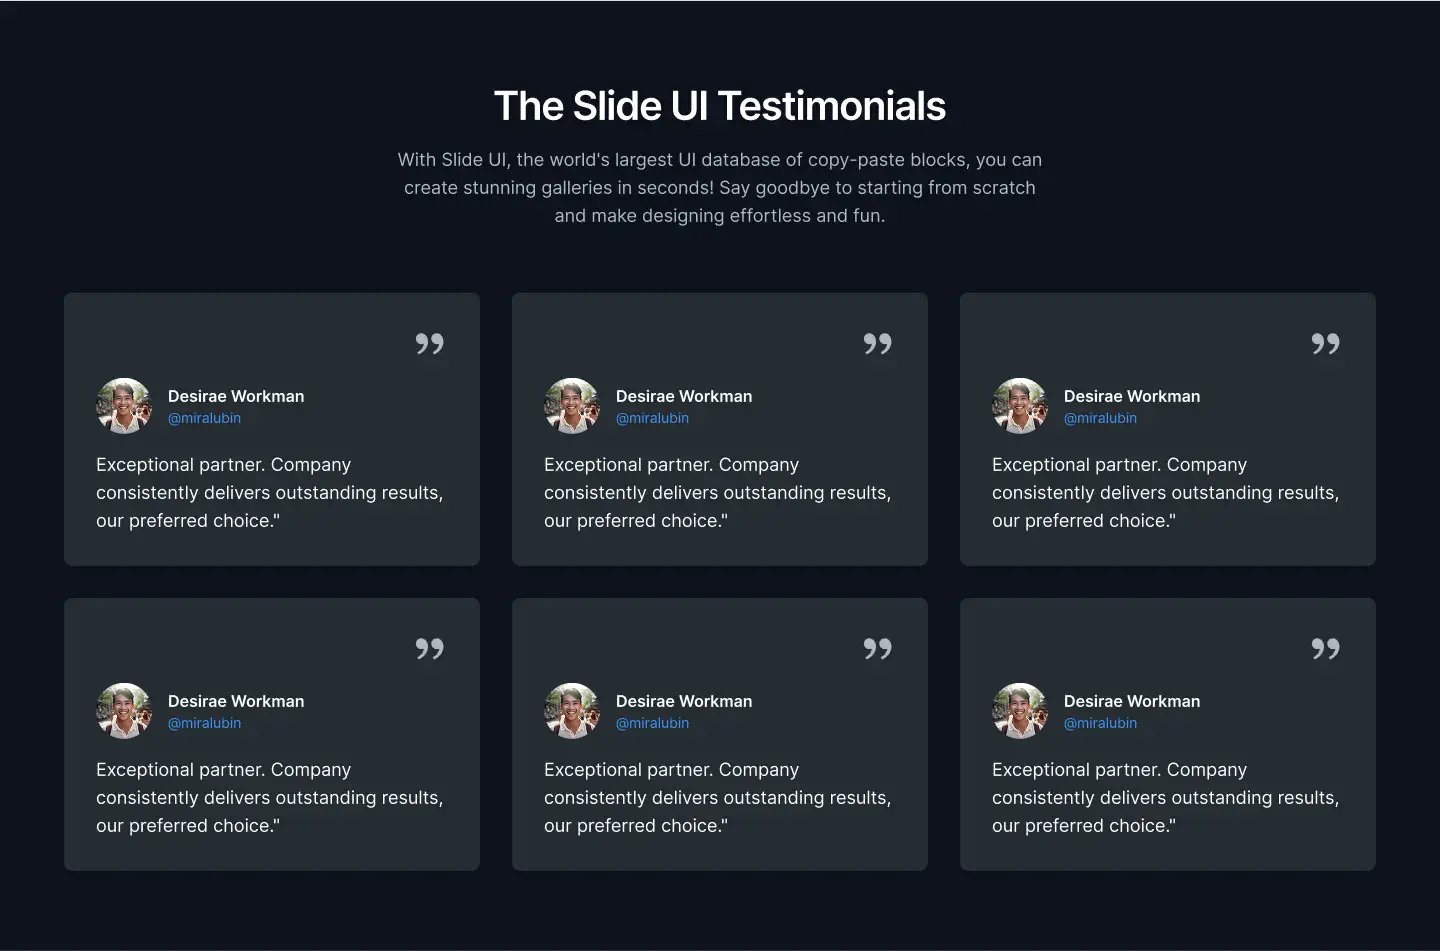 The Slide UI Testimonials
With Slide UI, the world's largest UI database of copy-paste blocks, you can
create stunning galleries in seconds! Say goodbye to starting from scratch
and make designing effortless and fun.
Desirae Workman
@miralubin
Exceptional partner. Company
consistently delivers outstanding results,
our preferred choice."
Desirae Workman
@miralubin
Exceptional partner. Company
consistently delivers outstanding results,
our preferred choice."
Desirae Workman
@miralubin
Exceptional partner. Company
consistently delivers outstanding results,
our preferred choice."
Desirae Workman
@miralubin
Exceptional partner. Company
consistently delivers outstanding results,
our preferred choice."
Desirae Workman
@miralubin
Exceptional partner. Company
consistently delivers outstanding results,
our preferred choice."
Desirae Workman
@miralubin
Exceptional partner. Company
consistently delivers outstanding results,
our preferred choice."